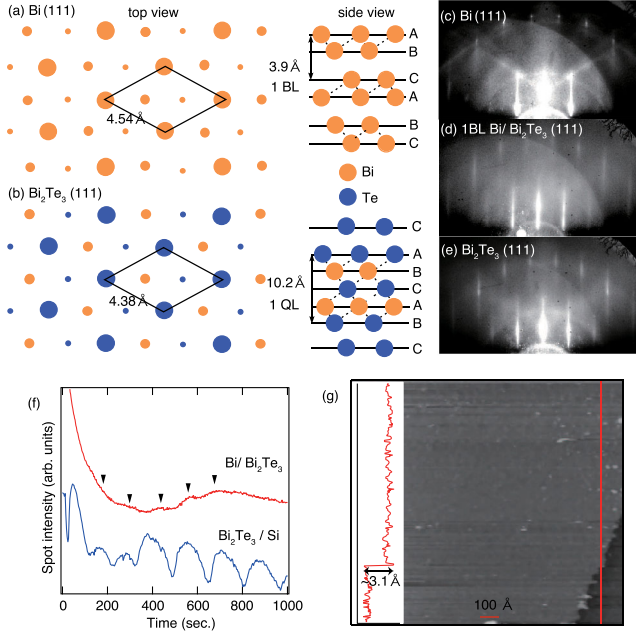 (a) Bi (111)
top view
side view
A
B
3.9 Å
1 BL
C
A
B
C
4.54 Å
Bi
Te
(b) Bi₂Te₃ (111)
C
A
B
C
A
B
C
10.2 Å
1 QL
4.38 Å
(c) Bi (111)
(d) 1BL Bi/ Bi₂Te₃ (111)
(e) Bi₂Te₃ (111)
(f)
Spot intensity (arb. units)
Bi/ Bi₂Te₃
Bi₂Te₃ / Si
0 200 400 600 800 1000
Time (sec.)
(g)
~3.1 Å
100 Å